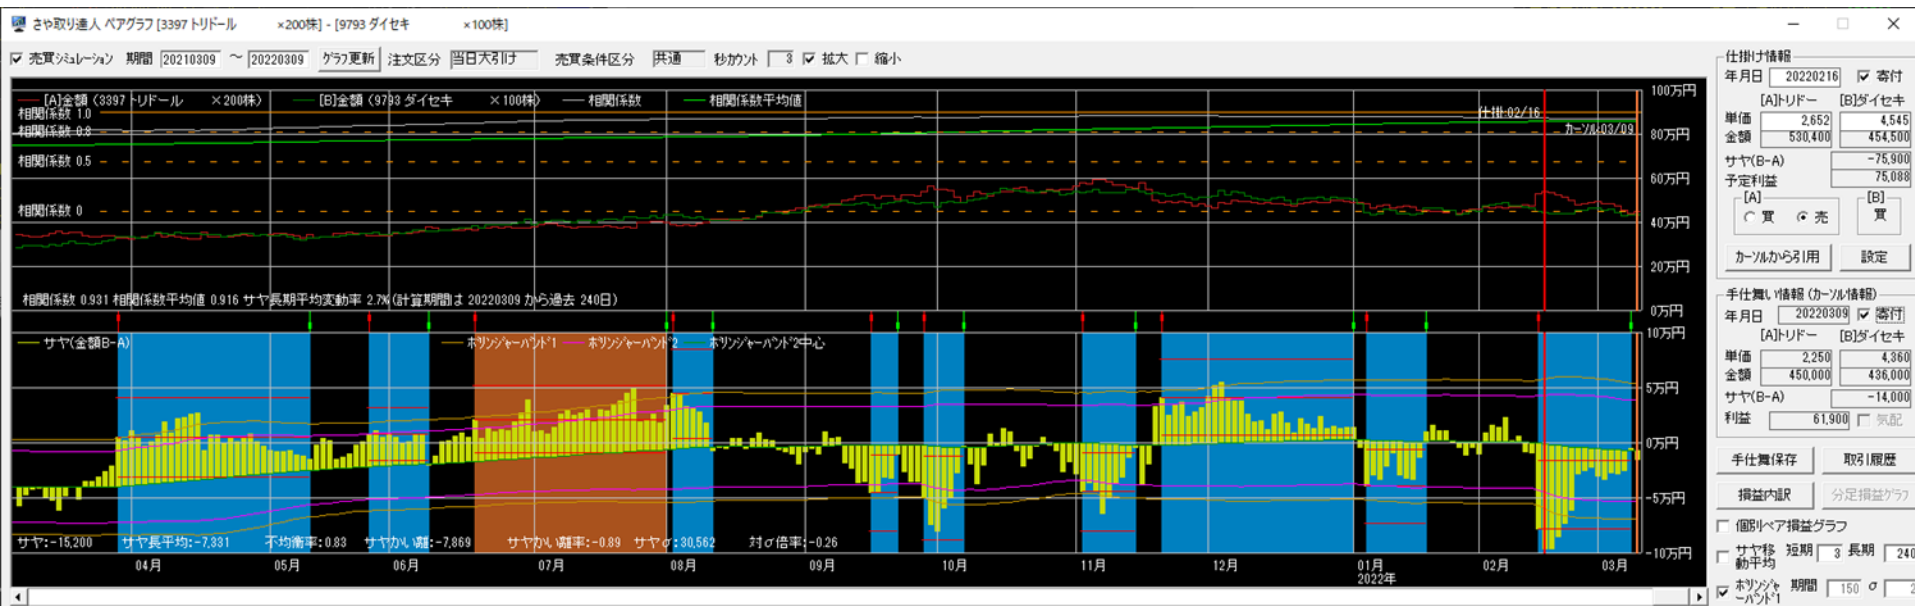 さや取り達人 ペアグラフ [3397 トリドール ×200株] - [9793 ダイセキ ×100株]
売買シミュレーション 期間 20210309 ～ 20220309 グラフ更新 注文区分 当日大引け 売買条件区分 共通 秒カウント 3 拡大 縮小
[A]金額 (3397 トリドール ×200株) [B]金額 (9793 ダイセキ ×100株) 相関係数 相関係数平均値
相関係数 1.0
相関係数 0.8
相関係数 0.5
相関係数 0
仕掛:02/16
カーソル:03/09
100万円
80万円
60万円
40万円
20万円
0万円
相関係数 0.931 相関係数平均値 0.916 サヤ長期平均変動率 2.7% (計算期間は 20220309 から過去 240日)
サヤ(金額B-A) ボリンジャーバンド1 ボリンジャーバンド2 ボリンジャーバンド2中心
10万円
5万円
0万円
-5万円
-10万円
サヤ:-15,200 サヤ長平均:-7,331 不均衡率:0.83 サヤかい離:-7,869 サヤかい離率:-0.89 サヤσ:30,562 対σ倍率:-0.26
04月 05月 06月 07月 08月 09月 10月 11月 12月 01月 02月 03月
2022年
仕掛け情報
年月日 20220216 寄付
[A]トリドー [B]ダイセキ
単価 2,652 4,545
金額 530,400 454,500
サヤ(B-A) -75,900
予定利益 75,088
[A] [B]
買 売 買
カーソルから引用 設定
手仕舞い情報 (カーソル情報)
年月日 20220309 寄付
[A]トリドー [B]ダイセキ
単価 2,250 4,360
金額 450,000 436,000
サヤ(B-A) -14,000
利益 61,900 気配
手仕舞保存 取引履歴
損益内訳 分足損益グラフ
個別ペア損益グラフ
サヤ移動平均 短期 3 長期 240
ボリンジャーバンド1 期間 150 σ 2